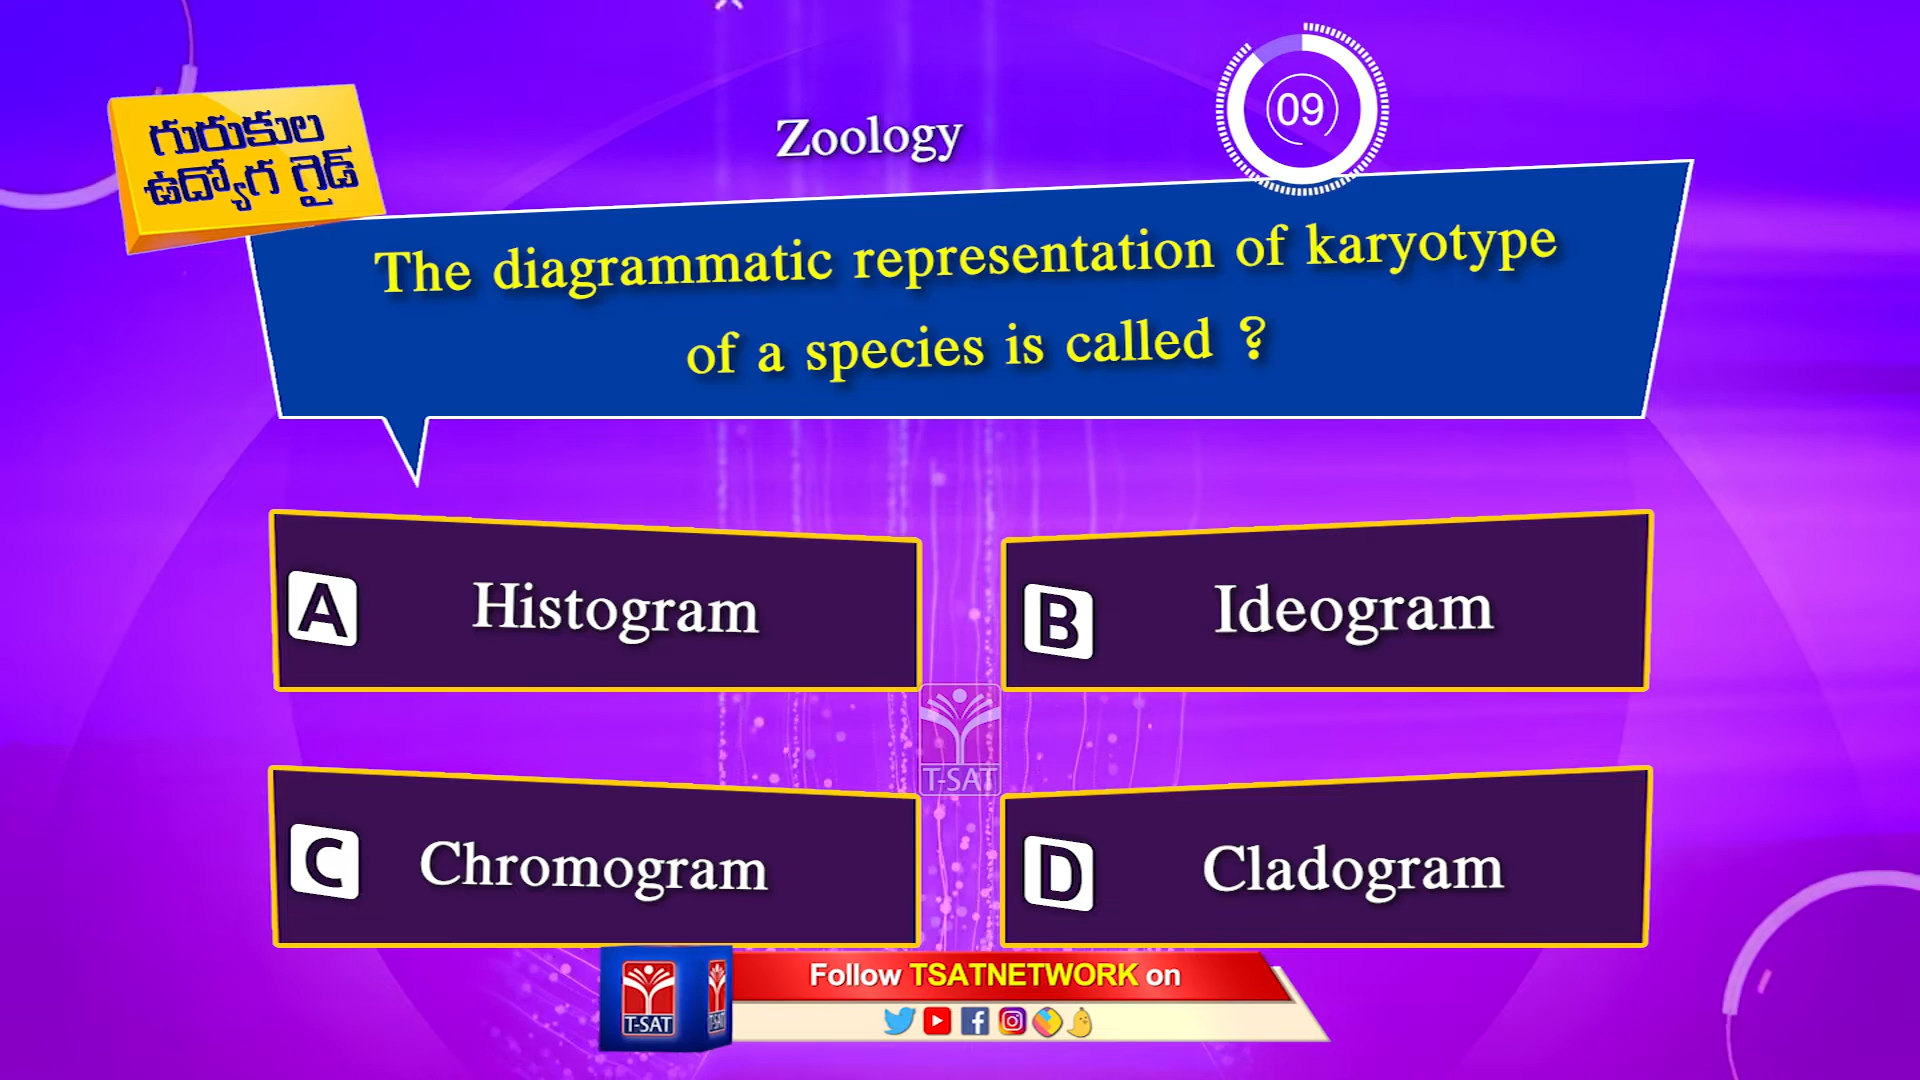 గురుకుల
ఉద్యోగ గైడ్
Zoology
09
The diagrammatic representation of karyotype
of a species is called ?
A Histogram
B Ideogram
T-SAT
C Chromogram
D Cladogram
Follow TSATNETWORK on
T-SAT
T-SAT